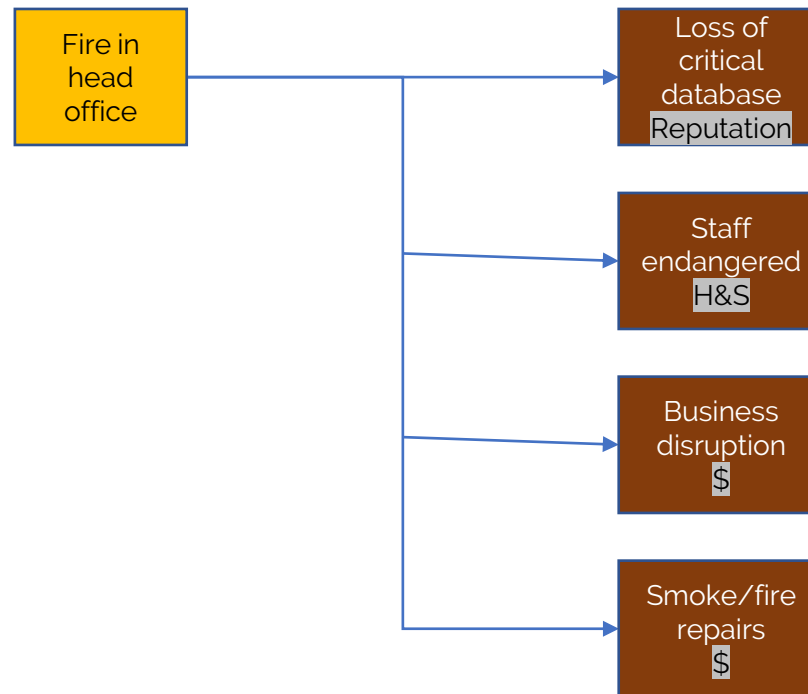 Fire in
head
office
Loss of
critical
database
Reputation
Staff
endangered
H&S
Business
disruption
$
Smoke/fire
repairs
$